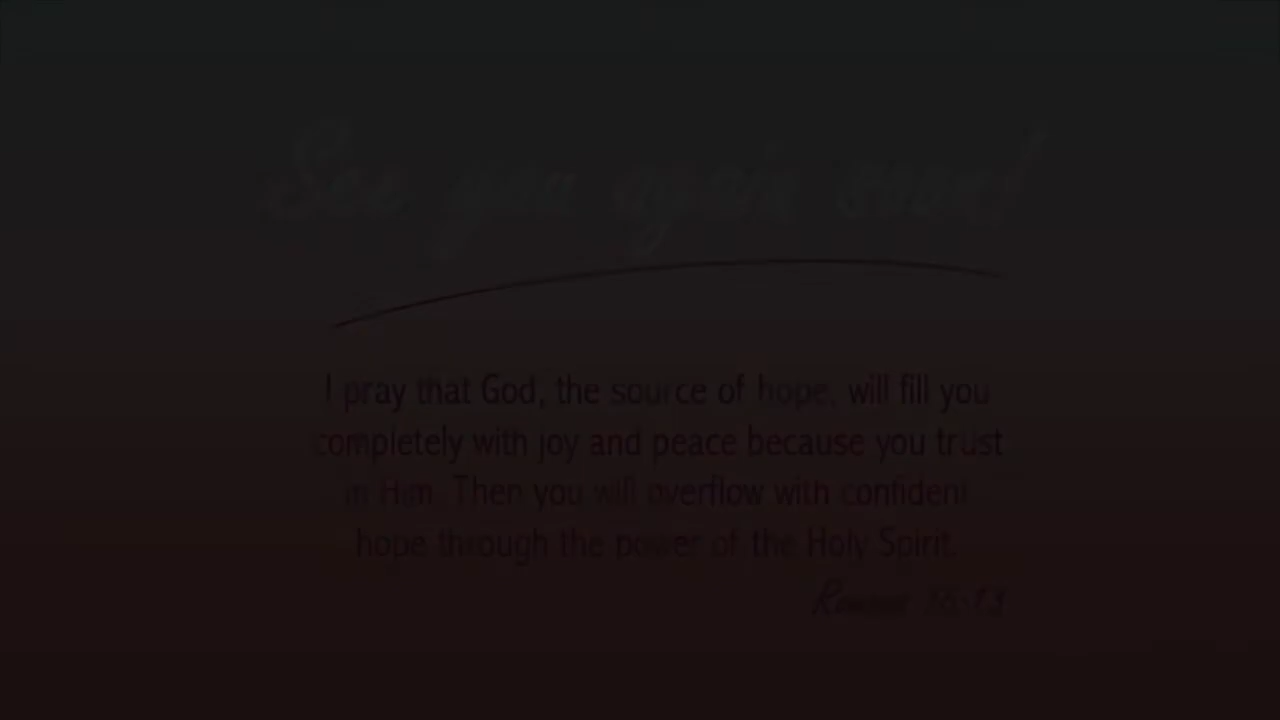 See you again soon!
I pray that God, the source of hope, will fill you
completely with joy and peace because you trust
in Him. Then you will overflow with confident
hope through the power of the Holy Spirit.
Romans 15:13